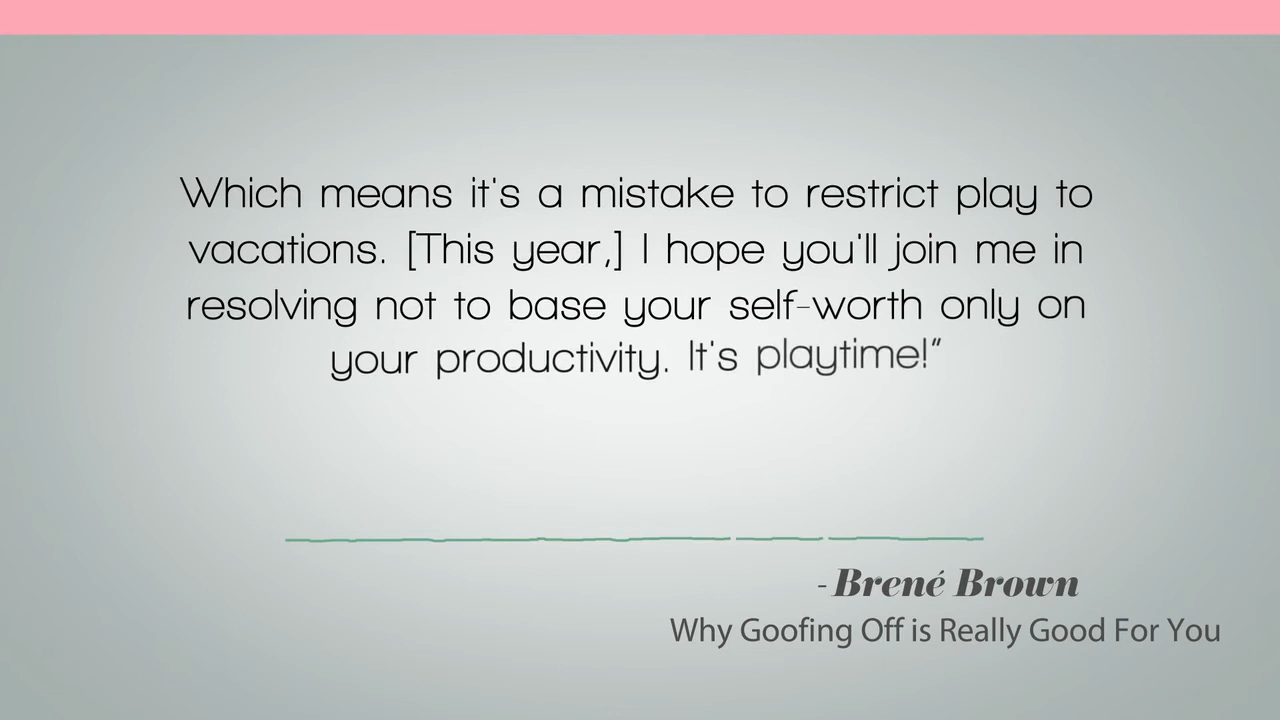 Which means it's a mistake to restrict play to
vacations. [This year,] I hope you'll join me in
resolving not to base your self-worth only on
your productivity. It's playtime!”
-Brené Brown
Why Goofing Off is Really Good For You